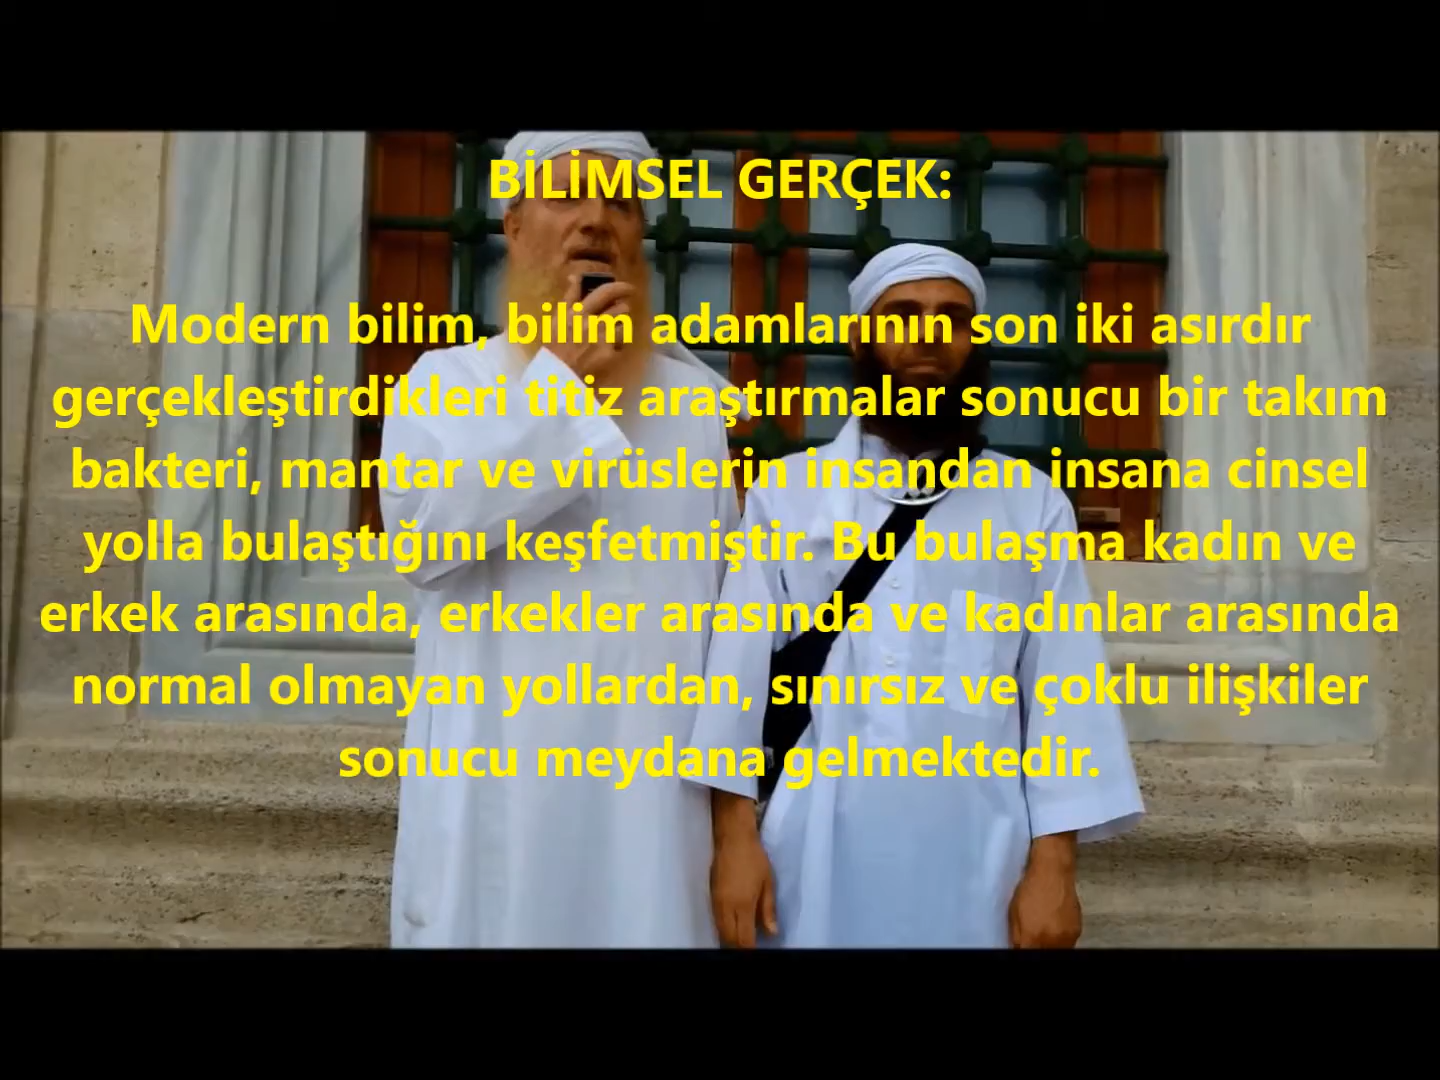 BİLİMSEL GERÇEK:
Modern bilim, bilim adamlarının son iki asırdır
gerçekleştirdikleri titiz araştırmalar sonucu bir takım
bakteri, mantar ve virüslerin insandan insana cinsel
yolla bulaştığını keşfetmiştir. Bu bulaşma kadın ve
erkek arasında, erkekler arasında ve kadınlar arasında
normal olmayan yollardan, sınırsız ve çoklu ilişkiler
sonucu meydana gelmektedir.